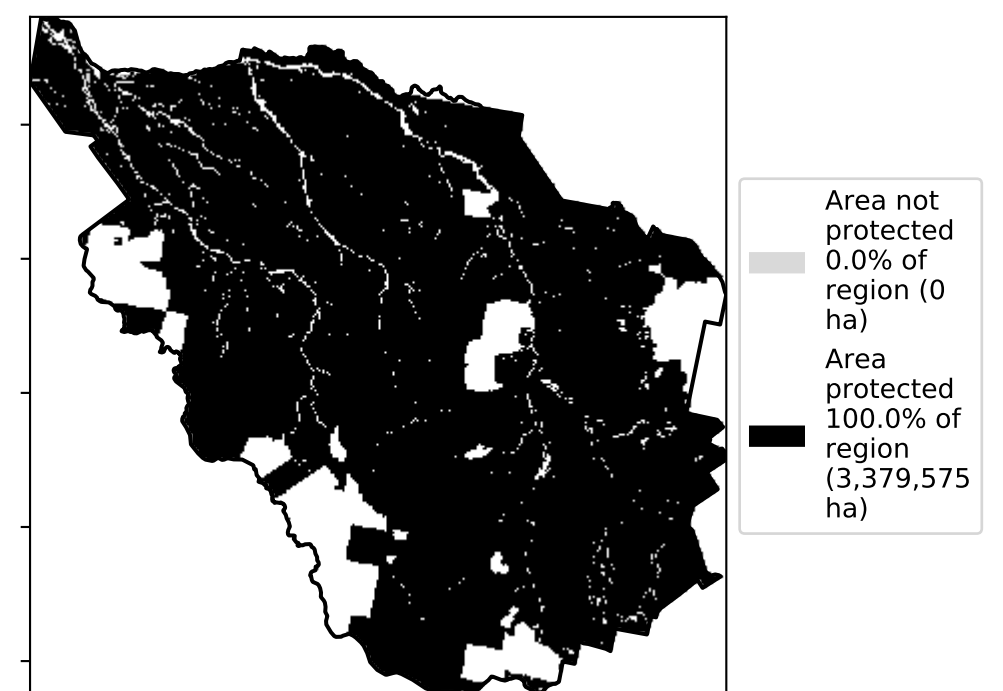 Area not
protected
0.0% of
region (0
ha)
Area
protected
100.0% of
region
(3,379,575
ha)